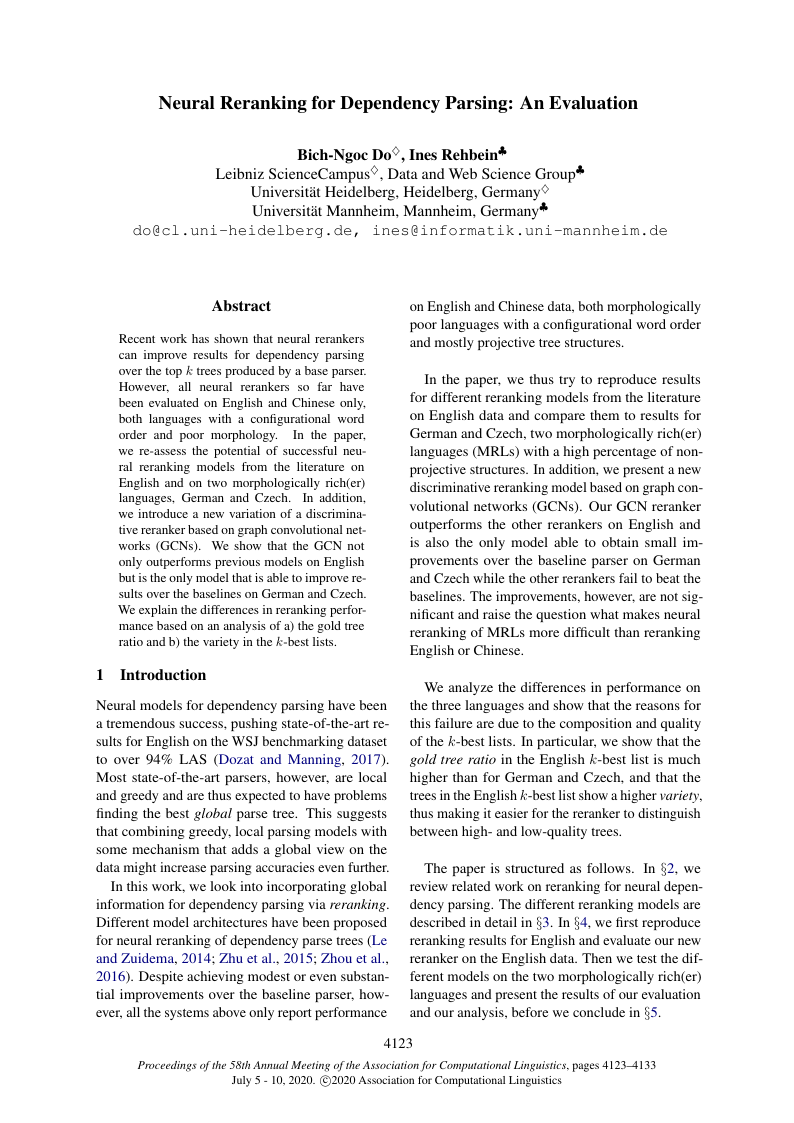 Neural Reranking for Dependency Parsing: An Evaluation
Bich-Ngoc Do♢, Ines Rehbein♣
Leibniz ScienceCampus♢, Data and Web Science Group♣
Universität Heidelberg, Heidelberg, Germany♢
Universität Mannheim, Mannheim, Germany♣
do@cl.uni-heidelberg.de, ines@informatik.uni-mannheim.de
Abstract
Recent work has shown that neural rerankers
can improve results for dependency parsing
over the top k trees produced by a base parser.
However, all neural rerankers so far have
been evaluated on English and Chinese only,
both languages with a configurational word
order and poor morphology. In the paper,
we re-assess the potential of successful neu-
ral reranking models from the literature on
English and on two morphologically rich(er)
languages, German and Czech. In addition,
we introduce a new variation of a discrimina-
tive reranker based on graph convolutional net-
works (GCNs). We show that the GCN not
only outperforms previous models on English
but is the only model that is able to improve re-
sults over the baselines on German and Czech.
We explain the differences in reranking perfor-
mance based on an analysis of a) the gold tree
ratio and b) the variety in the k-best lists.
1 Introduction
Neural models for dependency parsing have been
a tremendous success, pushing state-of-the-art re-
sults for English on the WSJ benchmarking dataset
to over 94% LAS (Dozat and Manning, 2017).
Most state-of-the-art parsers, however, are local
and greedy and are thus expected to have problems
finding the best global parse tree. This suggests
that combining greedy, local parsing models with
some mechanism that adds a global view on the
data might increase parsing accuracies even further.
In this work, we look into incorporating global
information for dependency parsing via reranking.
Different model architectures have been proposed
for neural reranking of dependency parse trees (Le
and Zuidema, 2014; Zhu et al., 2015; Zhou et al.,
2016). Despite achieving modest or even substan-
tial improvements over the baseline parser, how-
ever, all the systems above only report performance
on English and Chinese data, both morphologically
poor languages with a configurational word order
and mostly projective tree structures.
In the paper, we thus try to reproduce results
for different reranking models from the literature
on English data and compare them to results for
German and Czech, two morphologically rich(er)
languages (MRLs) with a high percentage of non-
projective structures. In addition, we present a new
discriminative reranking model based on graph con-
volutional networks (GCNs). Our GCN reranker
outperforms the other rerankers on English and
is also the only model able to obtain small im-
provements over the baseline parser on German
and Czech while the other rerankers fail to beat the
baselines. The improvements, however, are not sig-
nificant and raise the question what makes neural
reranking of MRLs more difficult than reranking
English or Chinese.
We analyze the differences in performance on
the three languages and show that the reasons for
this failure are due to the composition and quality
of the k-best lists. In particular, we show that the
gold tree ratio in the English k-best list is much
higher than for German and Czech, and that the
trees in the English k-best list show a higher variety,
thus making it easier for the reranker to distinguish
between high- and low-quality trees.
The paper is structured as follows. In §2, we
review related work on reranking for neural depen-
dency parsing. The different reranking models are
described in detail in §3. In §4, we first reproduce
reranking results for English and evaluate our new
reranker on the English data. Then we test the dif-
ferent models on the two morphologically rich(er)
languages and present the results of our evaluation
and our analysis, before we conclude in §5.
4123
Proceedings of the 58th Annual Meeting of the Association for Computational Linguistics, pages 4123–4133
July 5 - 10, 2020. ©2020 Association for Computational Linguistics